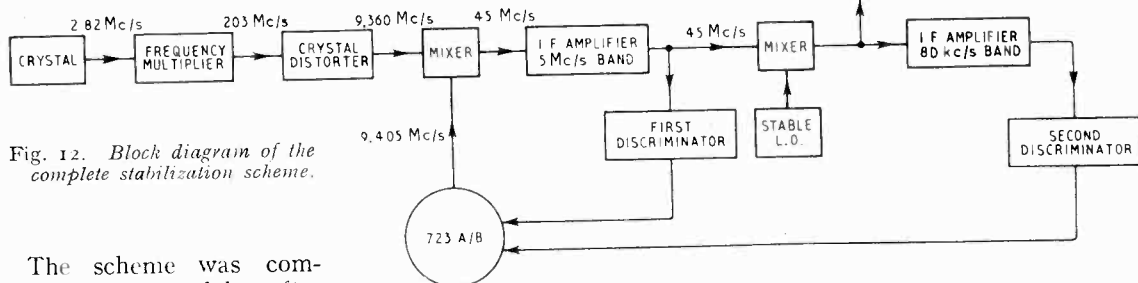 2.82 Mc/s
203 Mc/s
9,360 Mc/s
45 Mc/s
45 Mc/s
CRYSTAL
FREQUENCY
MULTIPLIER
CRYSTAL
DISTORTER
MIXER
I F AMPLIFIER
5 Mc/s BAND
MIXER
I F AMPLIFIER
80 kc/s BAND
9,405 Mc/s
FIRST
DISCRIMINATOR
STABLE
L.O.
SECOND
DISCRIMINATOR
Fig. 12. Block diagram of the
complete stabilization scheme.
723 A/B
The scheme was com-